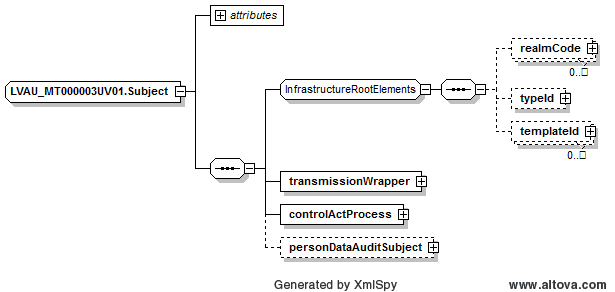 attributes
LVAU_MT000003UV01.Subject
InfrastructureRootElements
realmCode
0..□
typeId
templateId
0..□
transmissionWrapper
controlActProcess
personDataAuditSubject
Generated by XmlSpy
www.altova.com